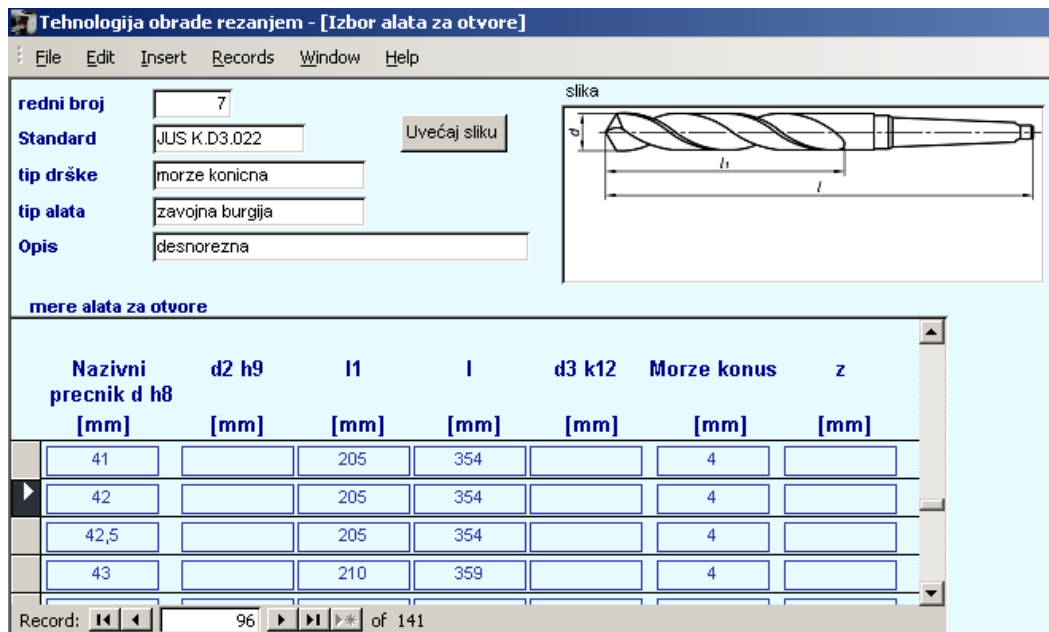 Tehnologija obrade rezanjem - [Izbor alata za otvore]
File Edit Insert Records Window Help
redni broj 7
Standard JUS K.D3.022
Uvećaj sliku
tip drške morze konicna
tip alata zavojna burgija
Opis desnorezna
slika
d
l1
l
mere alata za otvore
Nazivni precnik d h8 d2 h9 l1 l d3 k12 Morze konus z
[mm] [mm] [mm] [mm] [mm] [mm] [mm]
41 205 354 4
42 205 354 4
42,5 205 354 4
43 210 359 4
Record: 96 of 141